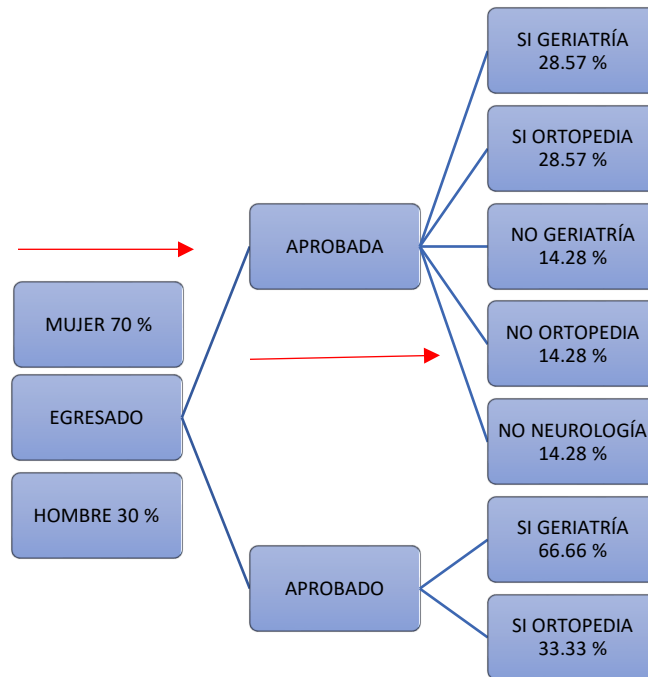 MUJER 70 %
EGRESADO
HOMBRE 30 %
APROBADA
APROBADO
SI GERIATRÍA
28.57 %
SI ORTOPEDIA
28.57 %
NO GERIATRÍA
14.28 %
NO ORTOPEDIA
14.28 %
NO NEUROLOGÍA
14.28 %
SI GERIATRÍA
66.66 %
SI ORTOPEDIA
33.33 %